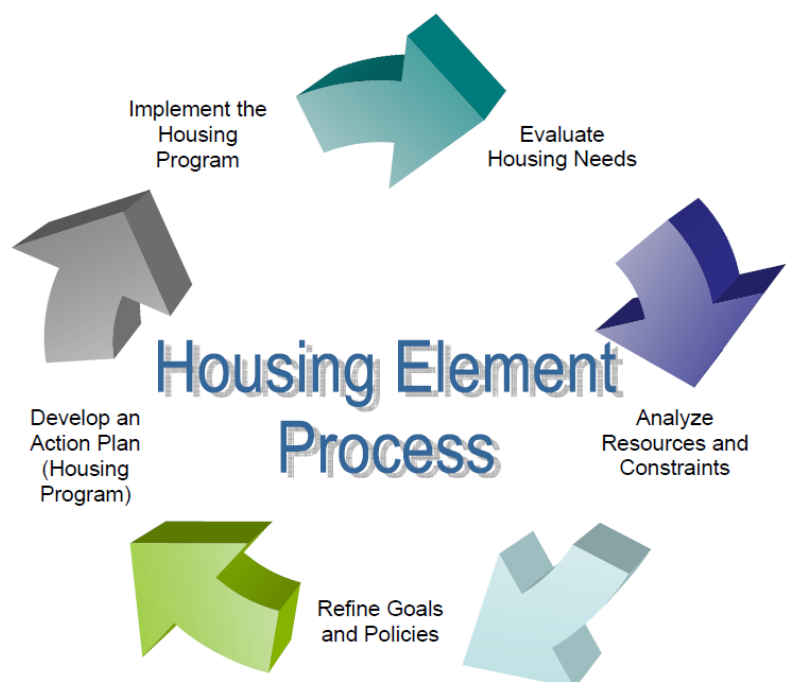 Implement the
Housing
Program
Evaluate
Housing Needs
Housing Element
Process
Develop an
Action Plan
(Housing
Program)
Analyze
Resources and
Constraints
Refine Goals
and Policies